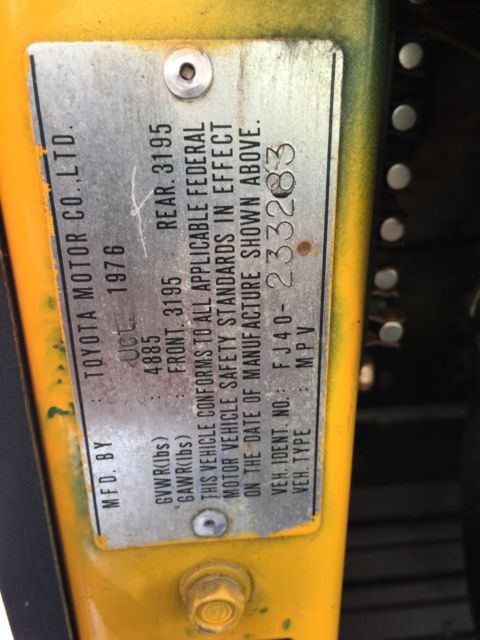 MFD. BY : TOYOTA MOTOR CO., LTD.
Oct. 1976
GVWR(lbs) : 4885
GAWR(lbs) : FRONT. 3195 REAR. 3195
THIS VEHICLE CONFORMS TO ALL APPLICABLE FEDERAL
MOTOR VEHICLE SAFETY STANDARDS IN EFFECT
ON THE DATE OF MANUFACTURE SHOWN ABOVE.
VEH. IDENT. NO.: FJ40-233283
VEH. TYPE : MPV